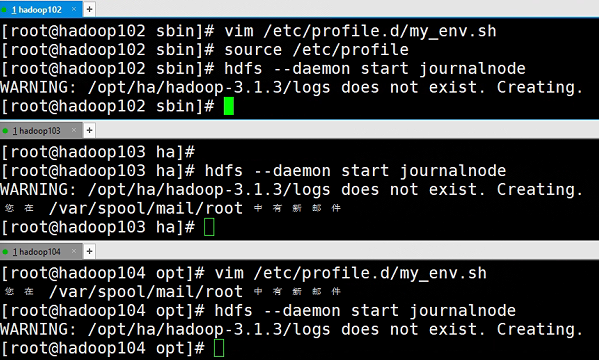 1 hadoop102 × +
[root@hadoop102 sbin]# vim /etc/profile.d/my_env.sh
[root@hadoop102 sbin]# source /etc/profile
[root@hadoop102 sbin]# hdfs --daemon start journalnode
WARNING: /opt/ha/hadoop-3.1.3/logs does not exist. Creating.
[root@hadoop102 sbin]#
1 hadoop103 × +
[root@hadoop103 ha]#
[root@hadoop103 ha]# hdfs --daemon start journalnode
WARNING: /opt/ha/hadoop-3.1.3/logs does not exist. Creating.
您在 /var/spool/mail/root 中有新邮件
[root@hadoop103 ha]#
1 hadoop104 × +
[root@hadoop104 opt]# vim /etc/profile.d/my_env.sh
您在 /var/spool/mail/root 中有新邮件
[root@hadoop104 opt]# hdfs --daemon start journalnode
WARNING: /opt/ha/hadoop-3.1.3/logs does not exist. Creating.
[root@hadoop104 opt]#